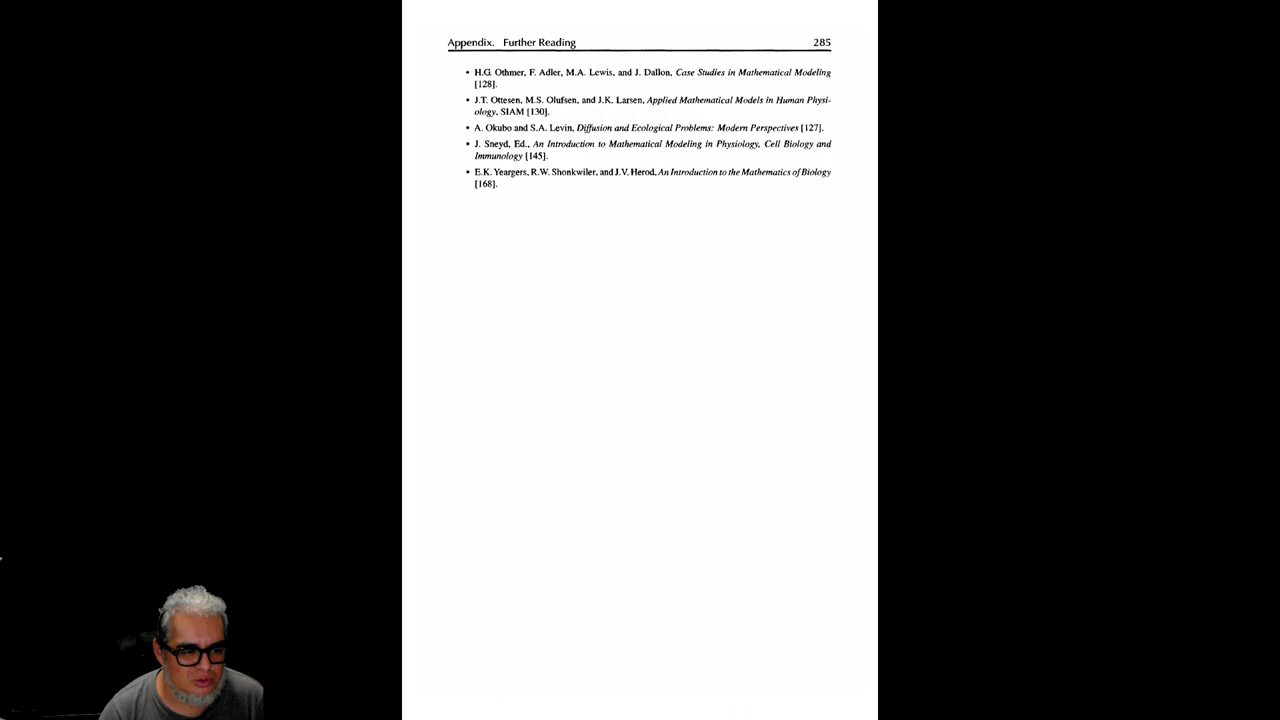 Appendix. Further Reading 285
• H.G. Othmer, F. Adler, M.A. Lewis, and J. Dallon, Case Studies in Mathematical Modeling
[128].
• J.T. Ottesen, M.S. Olufsen, and J.K. Larsen, Applied Mathematical Models in Human Physi-
ology, SIAM [130].
• A. Okubo and S.A. Levin, Diffusion and Ecological Problems: Modern Perspectives [127].
• J. Sneyd, Ed., An Introduction to Mathematical Modeling in Physiology, Cell Biology and
Immunology [145].
• E.K. Yeargers, R.W. Shonkwiler, and J.V. Herod, An Introduction to the Mathematics of Biology
[168].